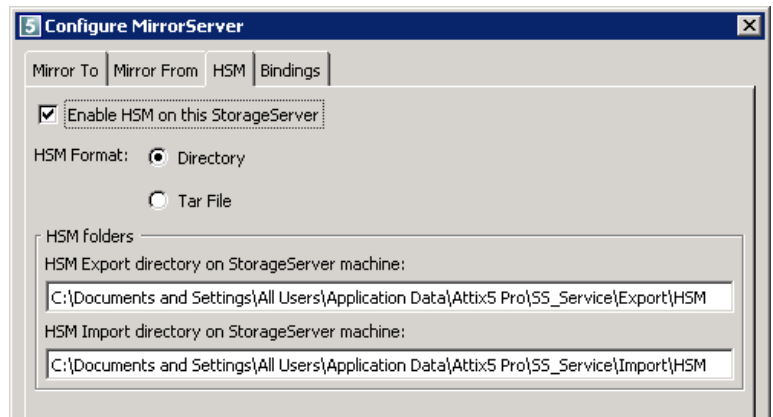 5 Configure MirrorServer
Mirror To Mirror From HSM Bindings
Enable HSM on this StorageServer
HSM Format: Directory
Tar File
HSM folders
HSM Export directory on StorageServer machine:
C:\Documents and Settings\All Users\Application Data\Attix5 Pro\SS_Service\Export\HSM
HSM Import directory on StorageServer machine:
C:\Documents and Settings\All Users\Application Data\Attix5 Pro\SS_Service\Import\HSM